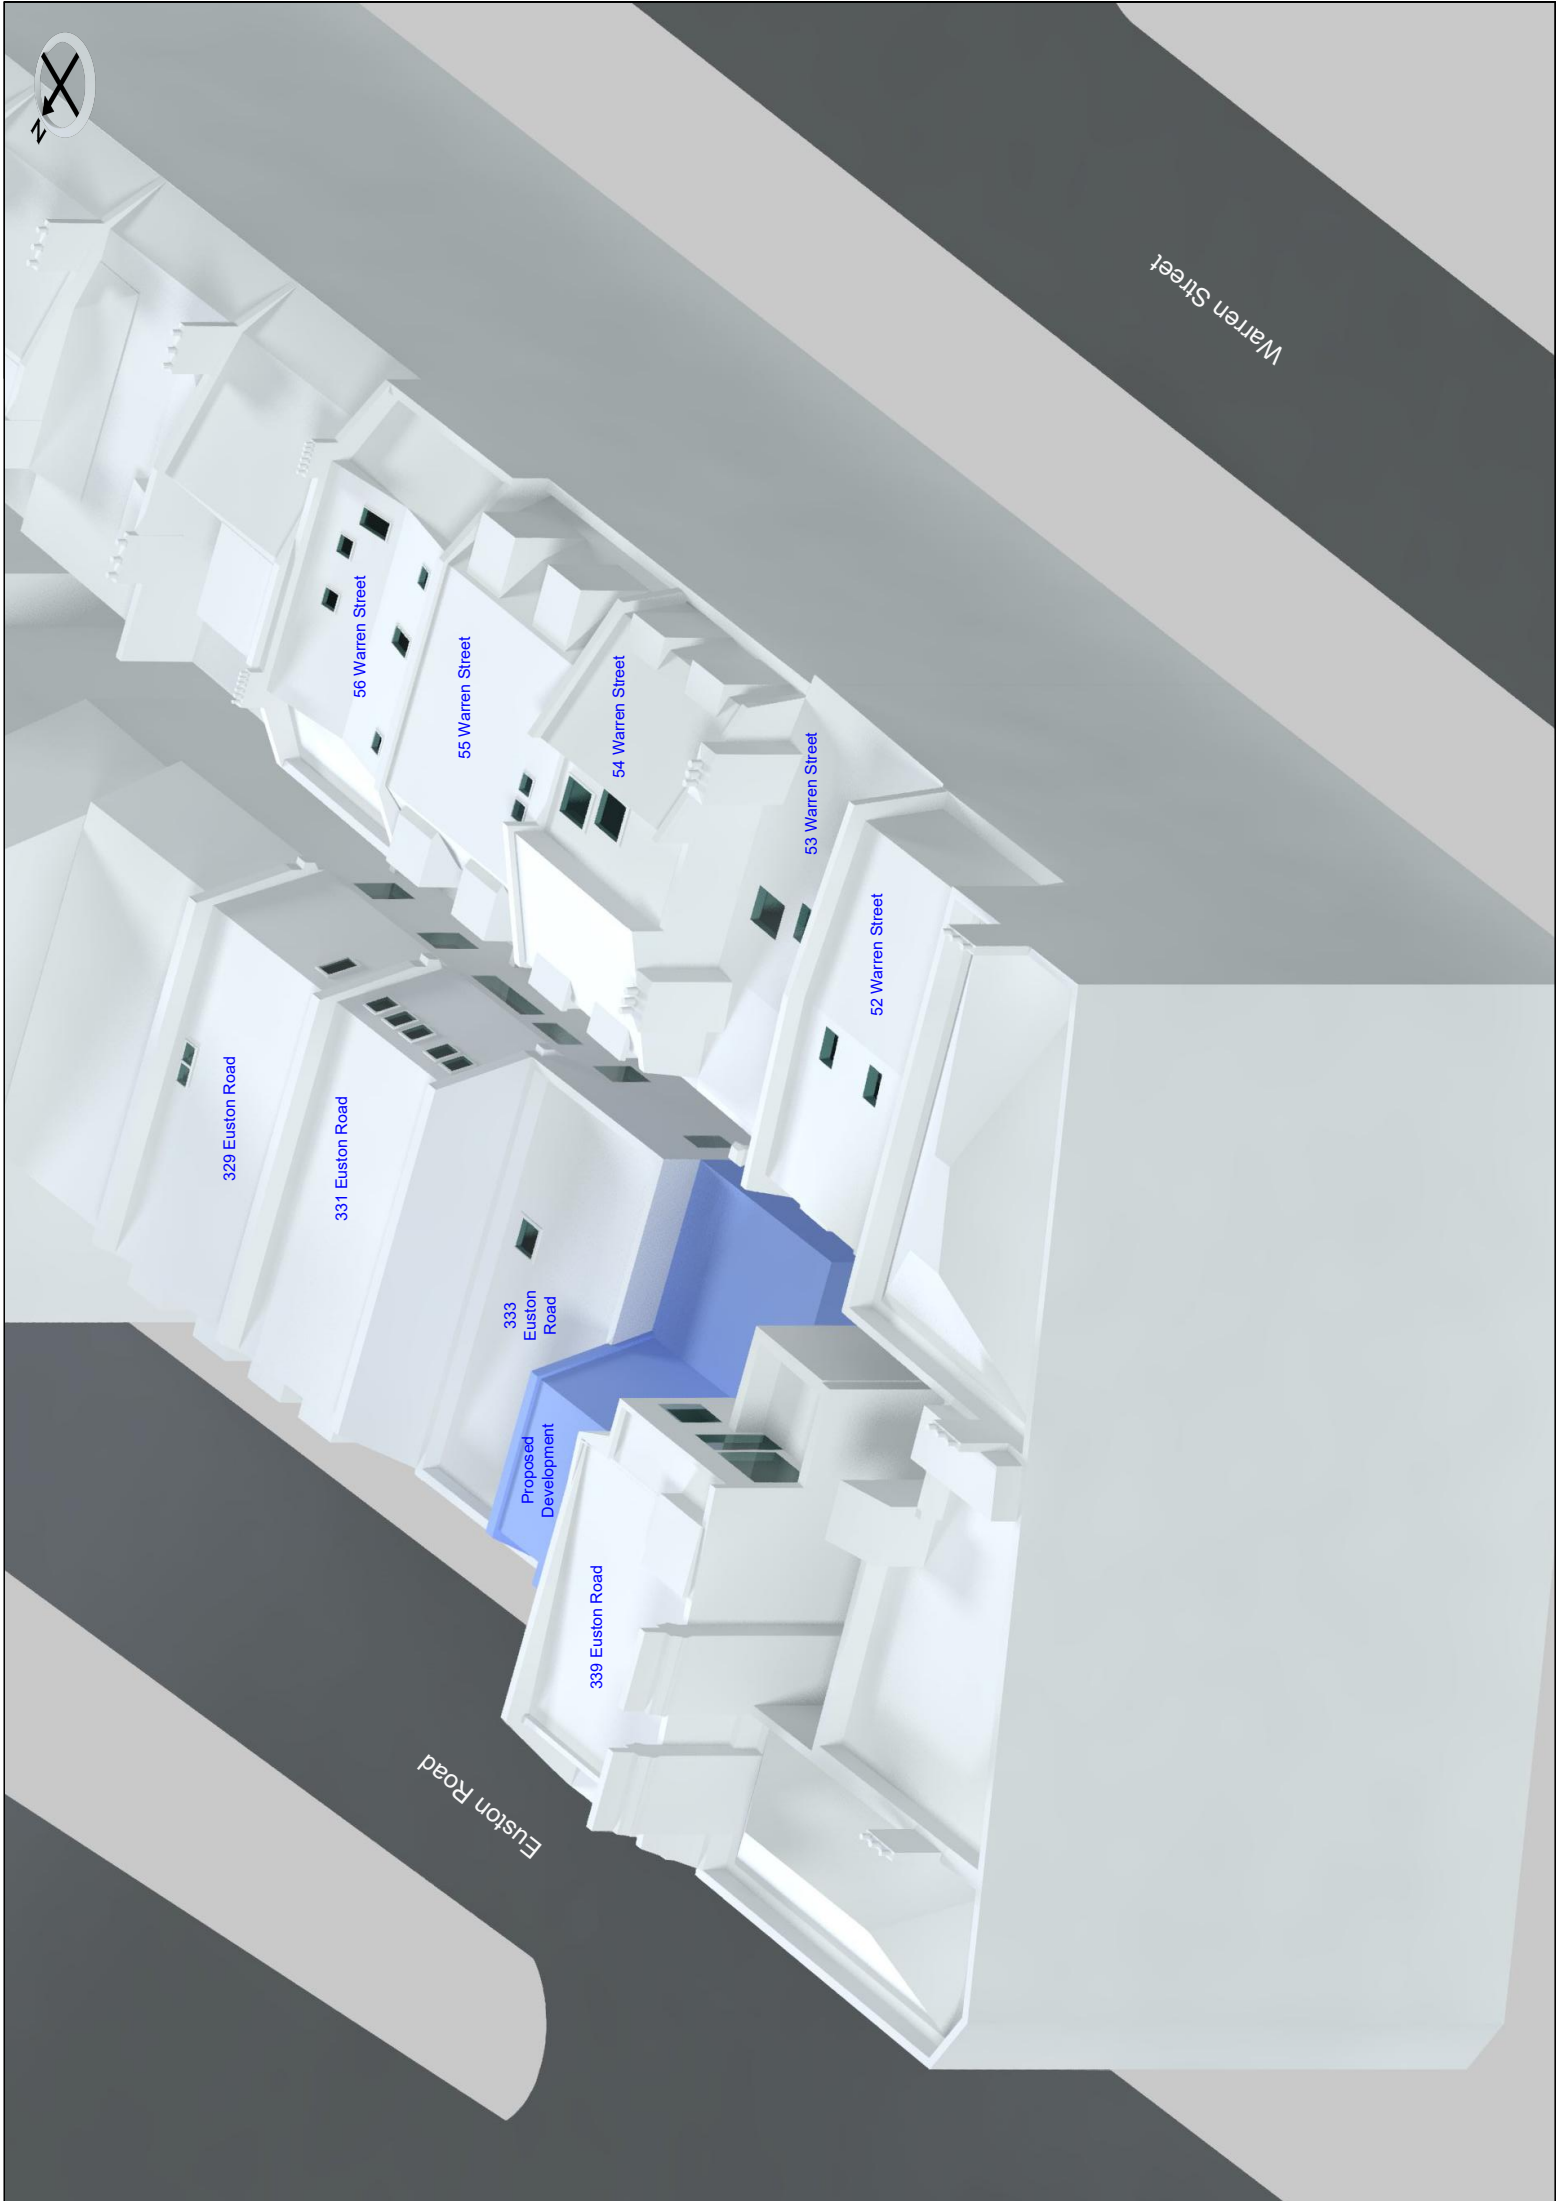 N
Warren Street
56 Warren Street
55 Warren Street
54 Warren Street
53 Warren Street
52 Warren Street
329 Euston Road
331 Euston Road
333
Euston
Road
Proposed
Development
339 Euston Road
Euston Road